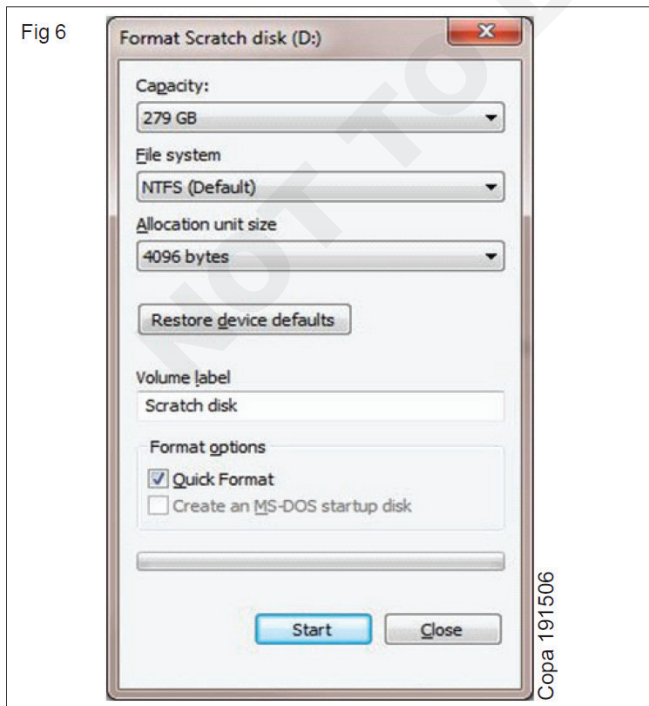 Fig 6
Format Scratch disk (D:)
Capacity:
279 GB
File system
NTFS (Default)
Allocation unit size
4096 bytes
Restore device defaults
Volume label
Scratch disk
Format options
Quick Format
Create an MS-DOS startup disk
Start Close
Copa 191506
NOT TO